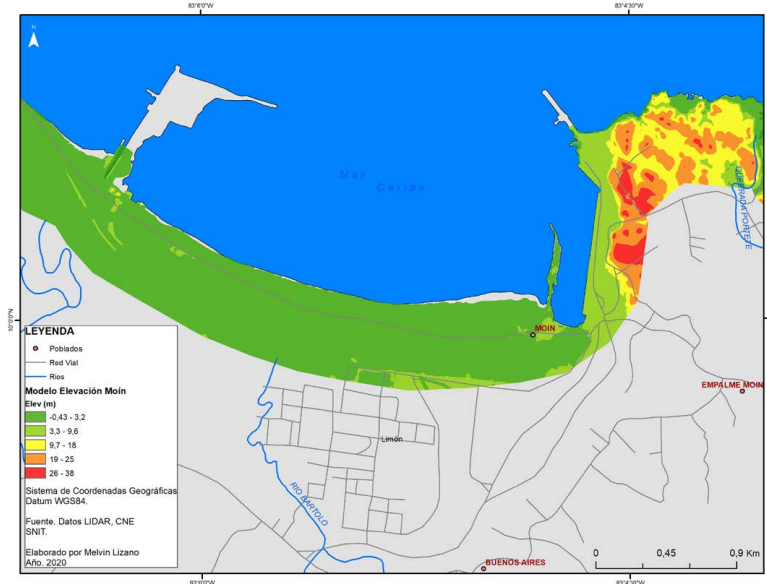 83°6'0"W
83°4'30"W
N
Mar
Caribe
QUEBRADA PORTETE
10°0'0"N
MOIN
EMPALME MOIN
Limón
RIO BARTOLO
BUENOS AIRES
LEYENDA
Poblados
Red Vial
Rios
Modelo Elevación Moín
Elev (m)
-0,43 - 3,2
3,3 - 9,6
9,7 - 18
19 - 25
26 - 38
Sistema de Coordenadas Geográficas
Datum WGS84.
Fuente. Datos LIDAR, CNE
SNIT.
Elaborado por Melvin Lizano
Año. 2020
0 0,45 0,9 Km
83°6'0"W
83°4'30"W